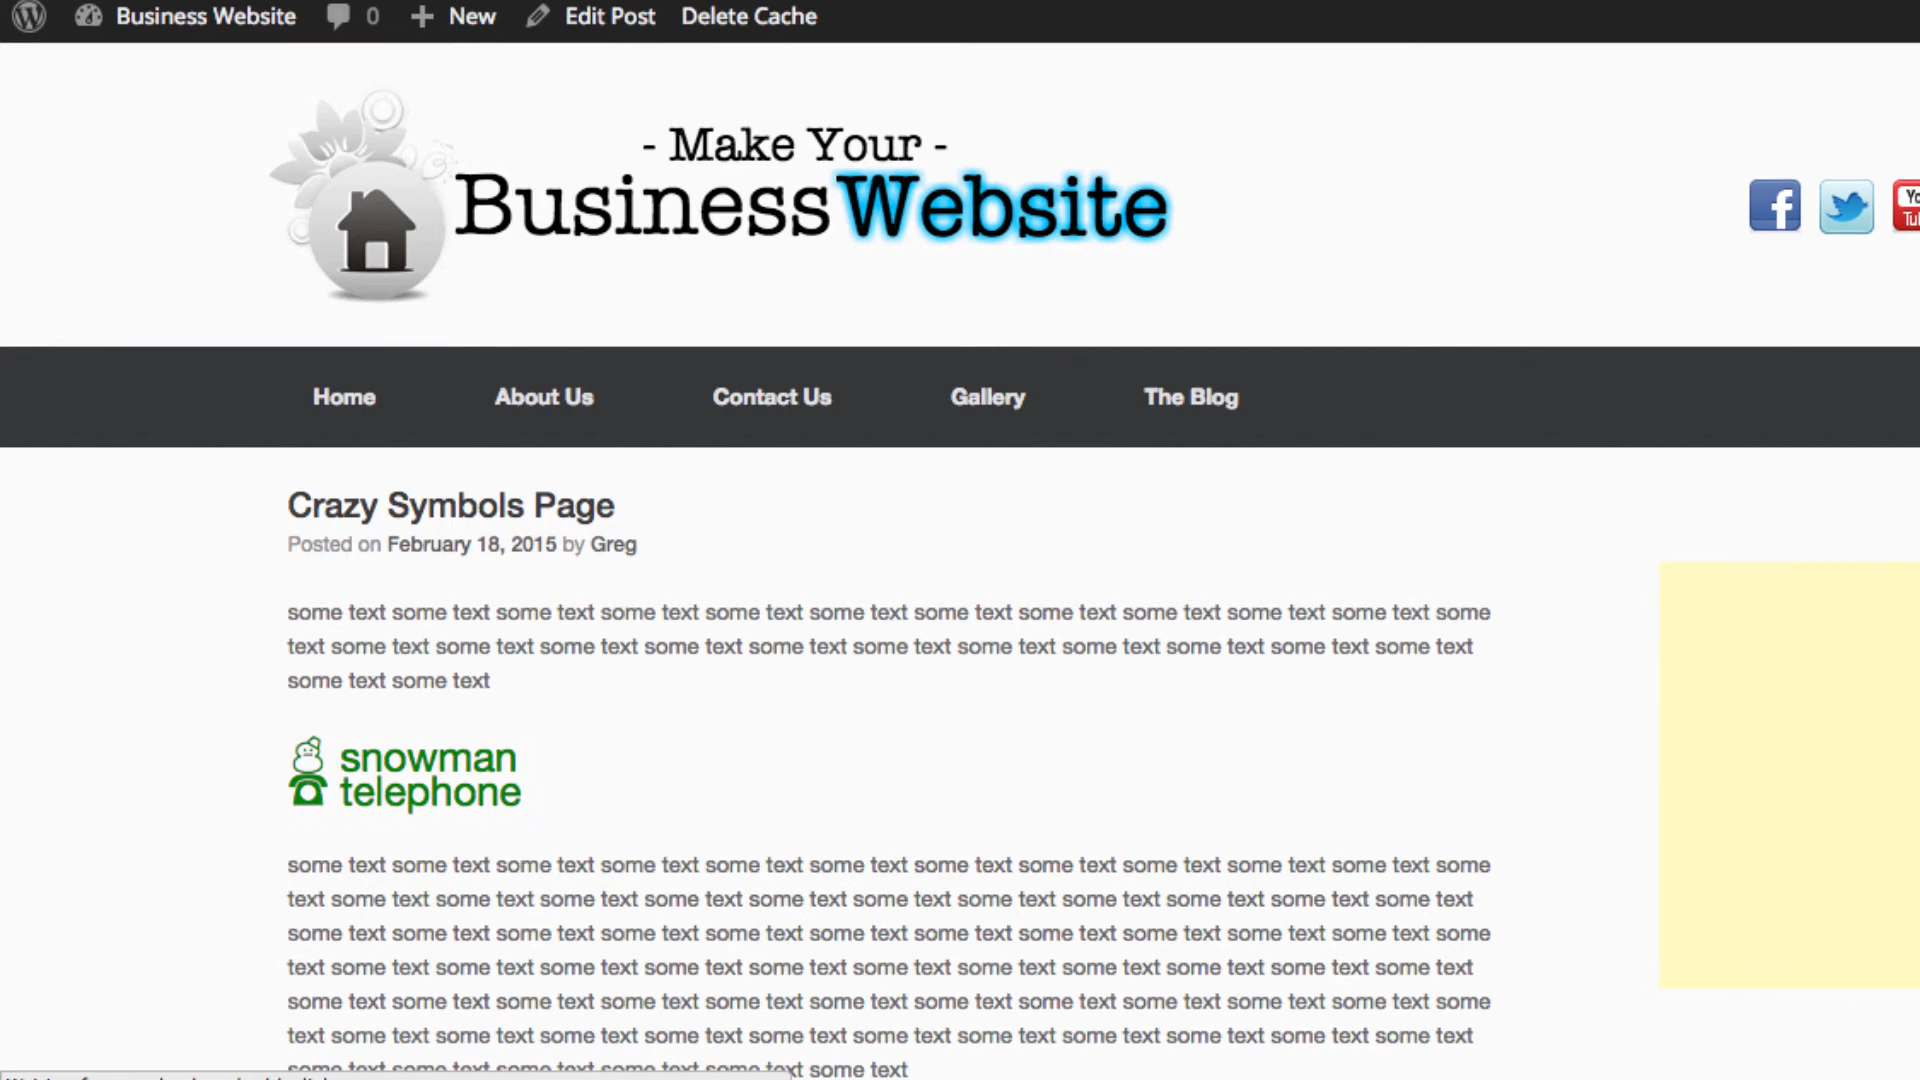 Business Website 0 New Edit Post Delete Cache
- Make Your -
Business Website
f
Home About Us Contact Us Gallery The Blog
Crazy Symbols Page
Posted on February 18, 2015 by Greg
some text some text some text some text some text some text some text some text some text some text some text some
text some text some text some text some text some text some text some text some text some text some text some text
some text some text
snowman
telephone
some text some text some text some text some text some text some text some text some text some text some text some
text some text some text some text some text some text some text some text some text some text some text some text
some text some text some text some text some text some text some text some text some text some text some text some
text some text some text some text some text some text some text some text some text some text some text some text
some text some text some text some text some text some text some text some text some text some text some text some
text some text some text some text some text some text some text some text some text some text some text some text
some text some text some text some text some text some text